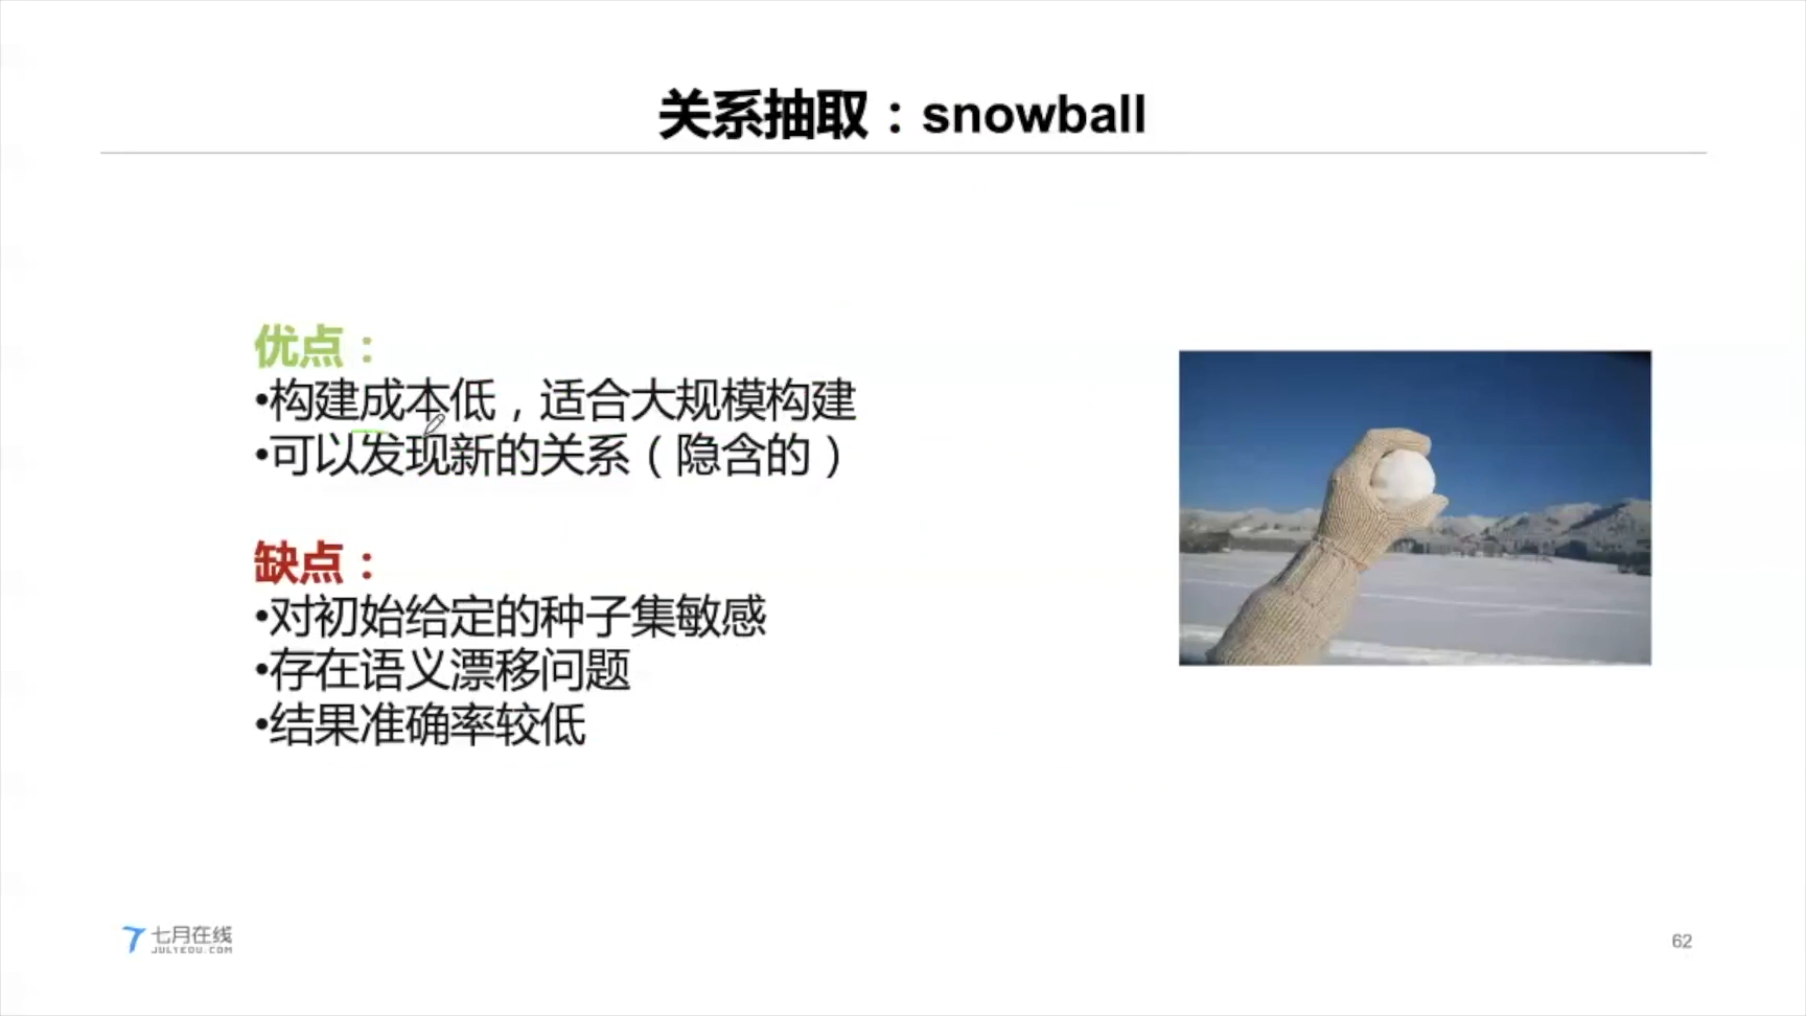 关系抽取：snowball
优点：
•构建成本低，适合大规模构建
•可以发现新的关系（隐含的）
缺点：
•对初始给定的种子集敏感
•存在语义漂移问题
•结果准确率较低
七月在线
JULYEDU.COM
62